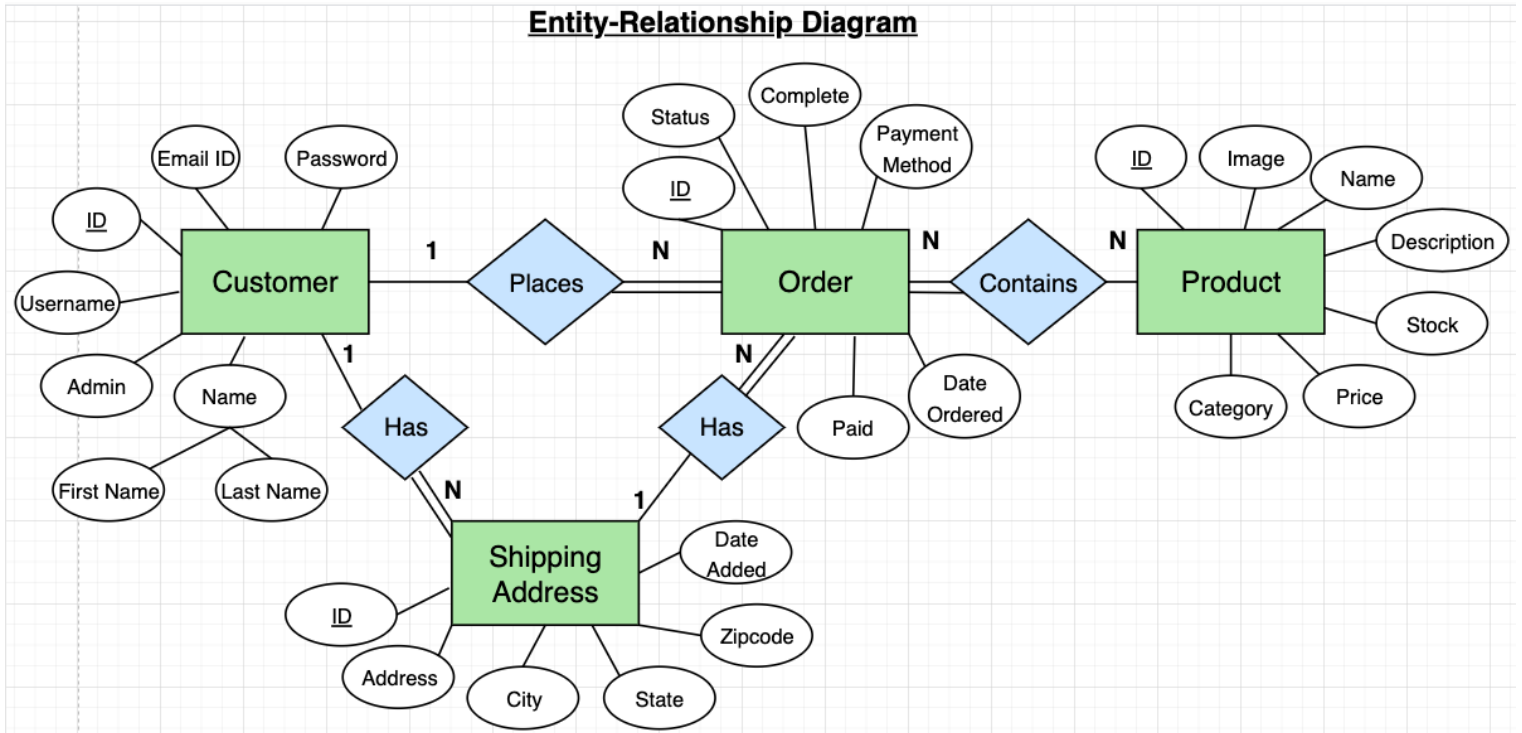 Entity-Relationship Diagram
Complete
Status
Payment
Method
Email ID
Password
ID
Image
Name
ID
ID
Description
1
N
N
N
Customer
Places
Order
Contains
Product
Username
Stock
1
N
Admin
Name
Date
Ordered
Price
Category
Has
Has
Paid
First Name
Last Name
N
1
Shipping
Address
Date
Added
ID
Zipcode
Address
City
State